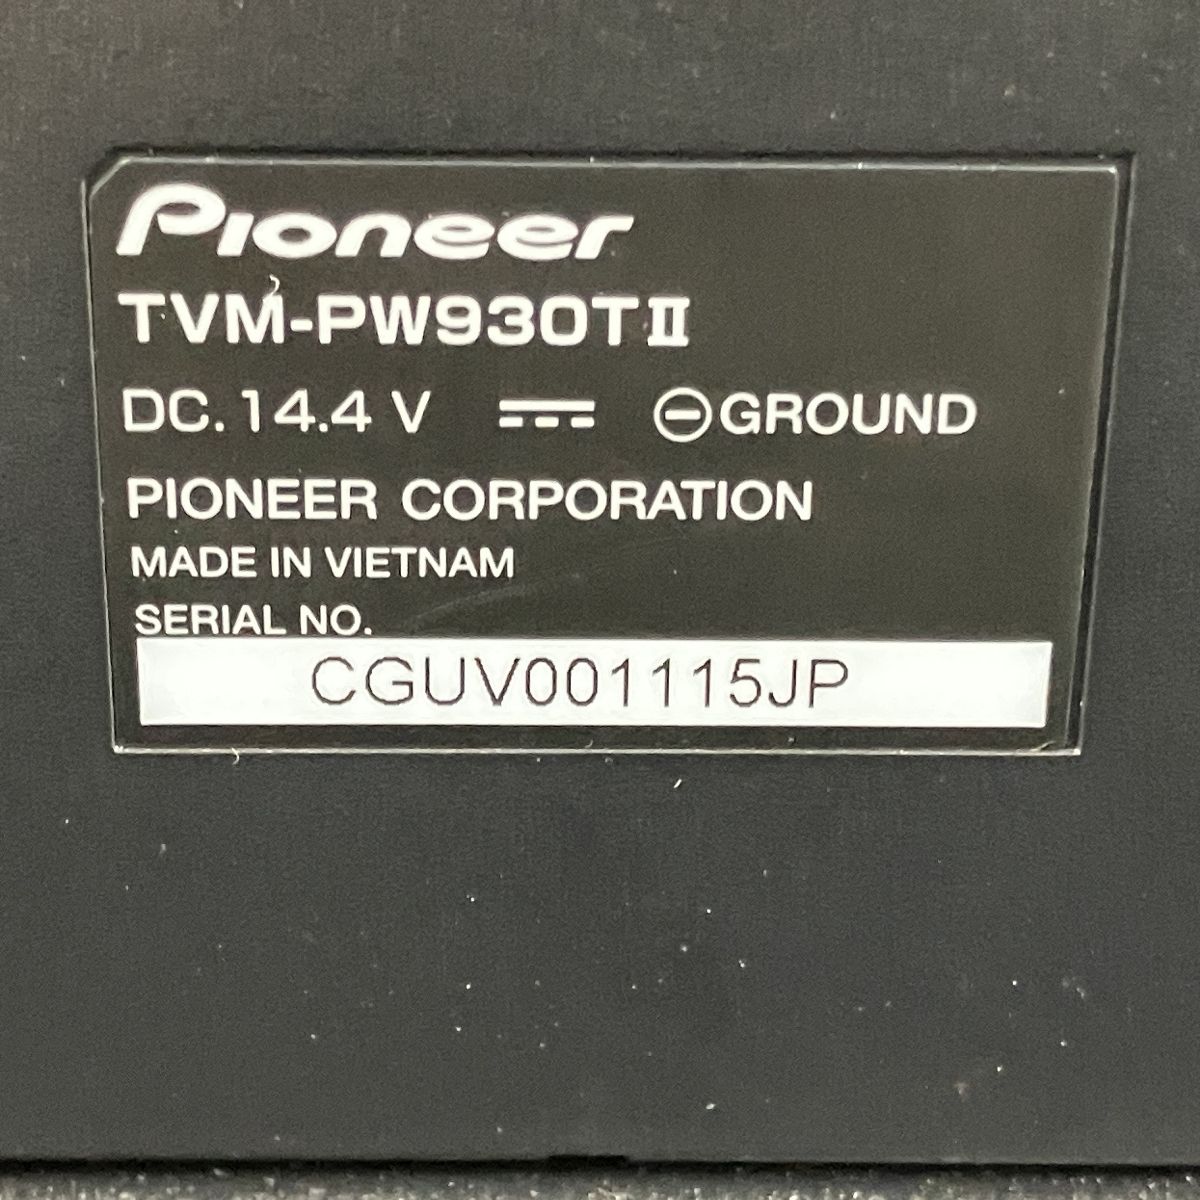 Pioneer
TVM-PW930TII
DC. 14.4 V ⎓ ⊖GROUND
PIONEER CORPORATION
MADE IN VIETNAM
SERIAL NO.
CGUV001115JP